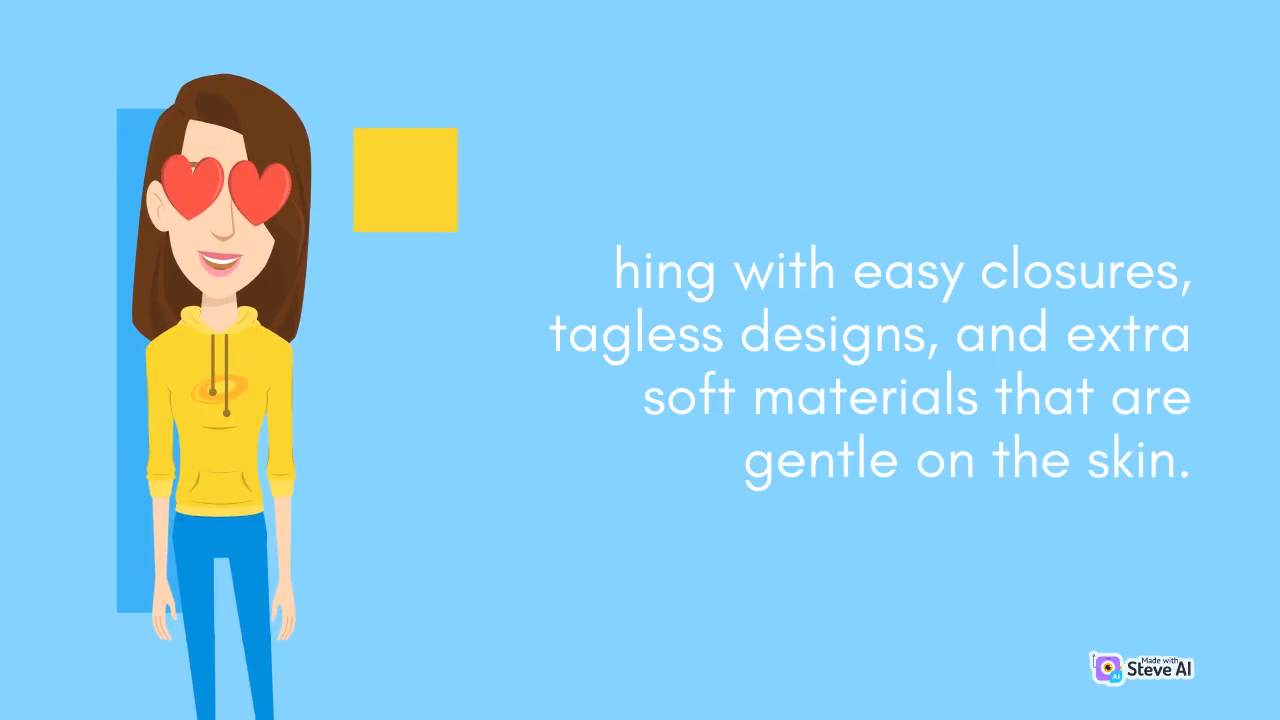 hing with easy closures,
tagless designs, and extra
soft materials that are
gentle on the skin.
Made with
Steve AI
AI